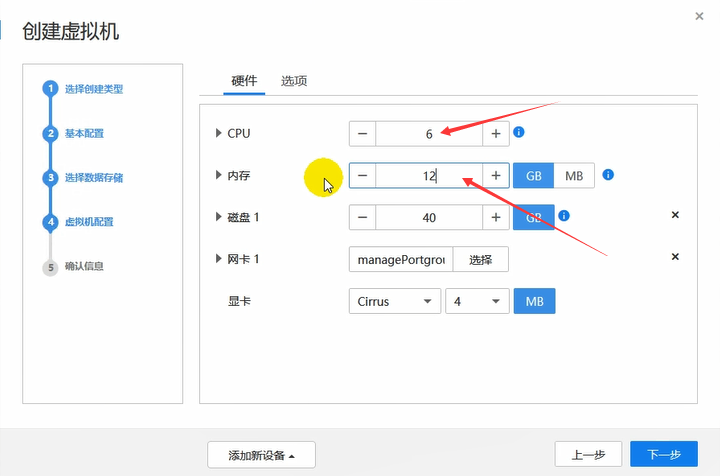 创建虚拟机
1 选择创建类型
2 基本配置
3 选择数据存储
4 虚拟机配置
5 确认信息
硬件 选项
CPU 6
内存 12 GB MB
磁盘 1 40 GB
网卡 1 managePortgrou 选择
显卡 Cirrus 4 MB
添加新设备 上一步 下一步